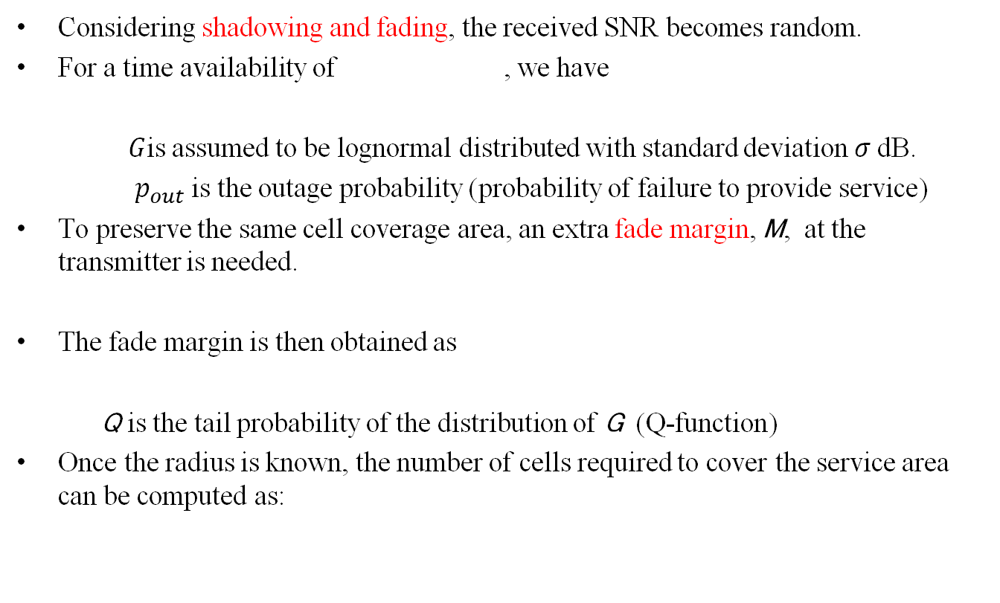 • Considering shadowing and fading, the received SNR becomes random.
• For a time availability of , we have
G is assumed to be lognormal distributed with standard deviation σ dB.
p_out is the outage probability (probability of failure to provide service)
• To preserve the same cell coverage area, an extra fade margin, M, at the
transmitter is needed.
• The fade margin is then obtained as
Q is the tail probability of the distribution of G (Q-function)
• Once the radius is known, the number of cells required to cover the service area
can be computed as: